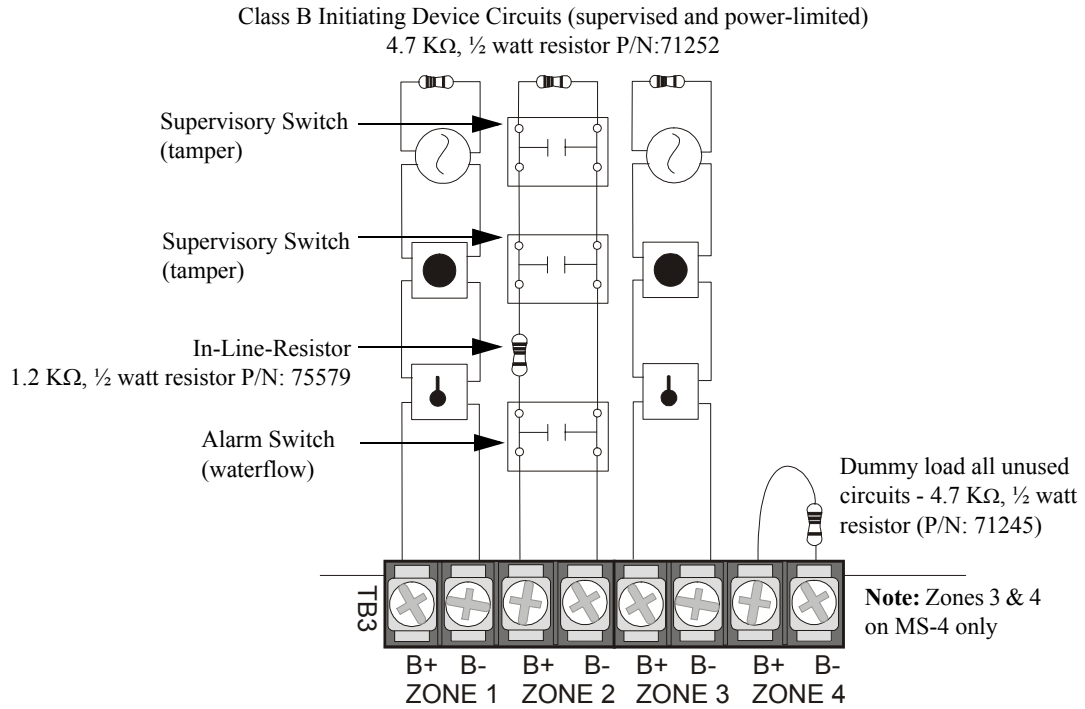 Class B Initiating Device Circuits (supervised and power-limited)
4.7 KΩ, ½ watt resistor P/N:71252
Supervisory Switch
(tamper)
Supervisory Switch
(tamper)
In-Line-Resistor
1.2 KΩ, ½ watt resistor P/N: 75579
Alarm Switch
(waterflow)
Dummy load all unused
circuits - 4.7 KΩ, ½ watt
resistor (P/N: 71245)
TB3
Note: Zones 3 & 4
on MS-4 only
B+ B- B+ B- B+ B- B+ B-
ZONE 1 ZONE 2 ZONE 3 ZONE 4